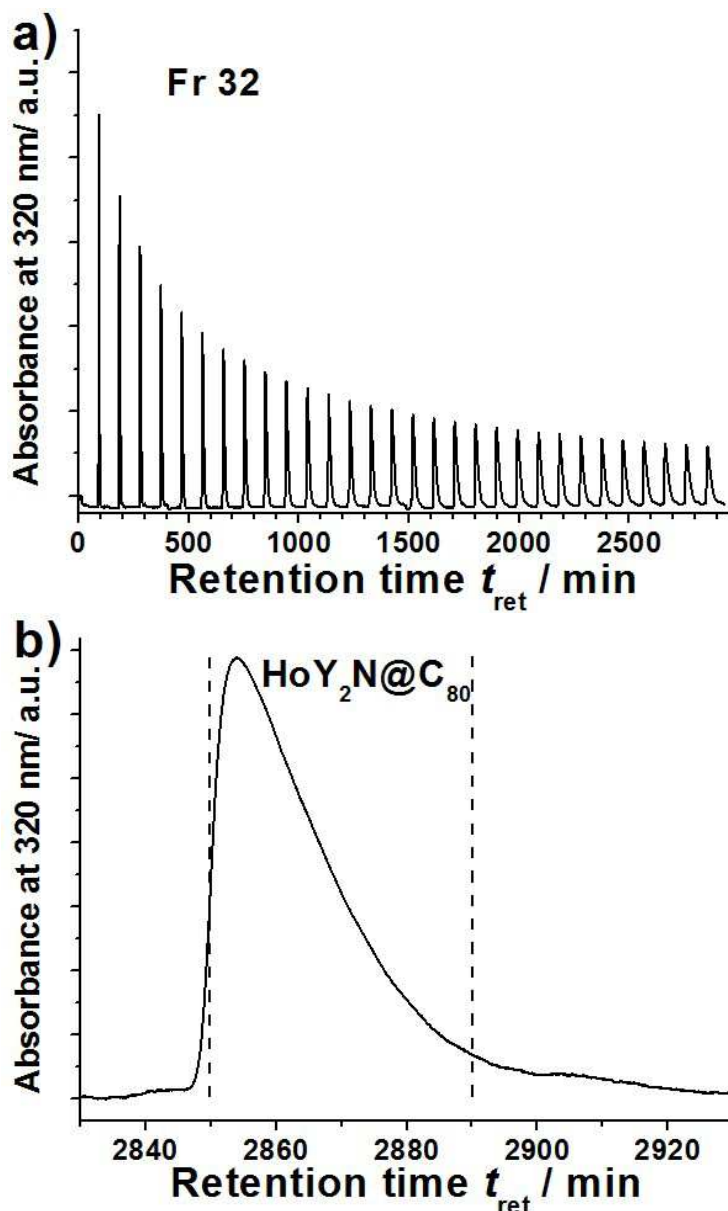 a)
Fr 32
Absorbance at 320 nm/ a.u.
0 500 1000 1500 2000 2500
Retention time t_ret / min
b)
HoY₂N@C₈₀
Absorbance at 320 nm/ a.u.
2840 2860 2880 2900 2920
Retention time t_ret / min